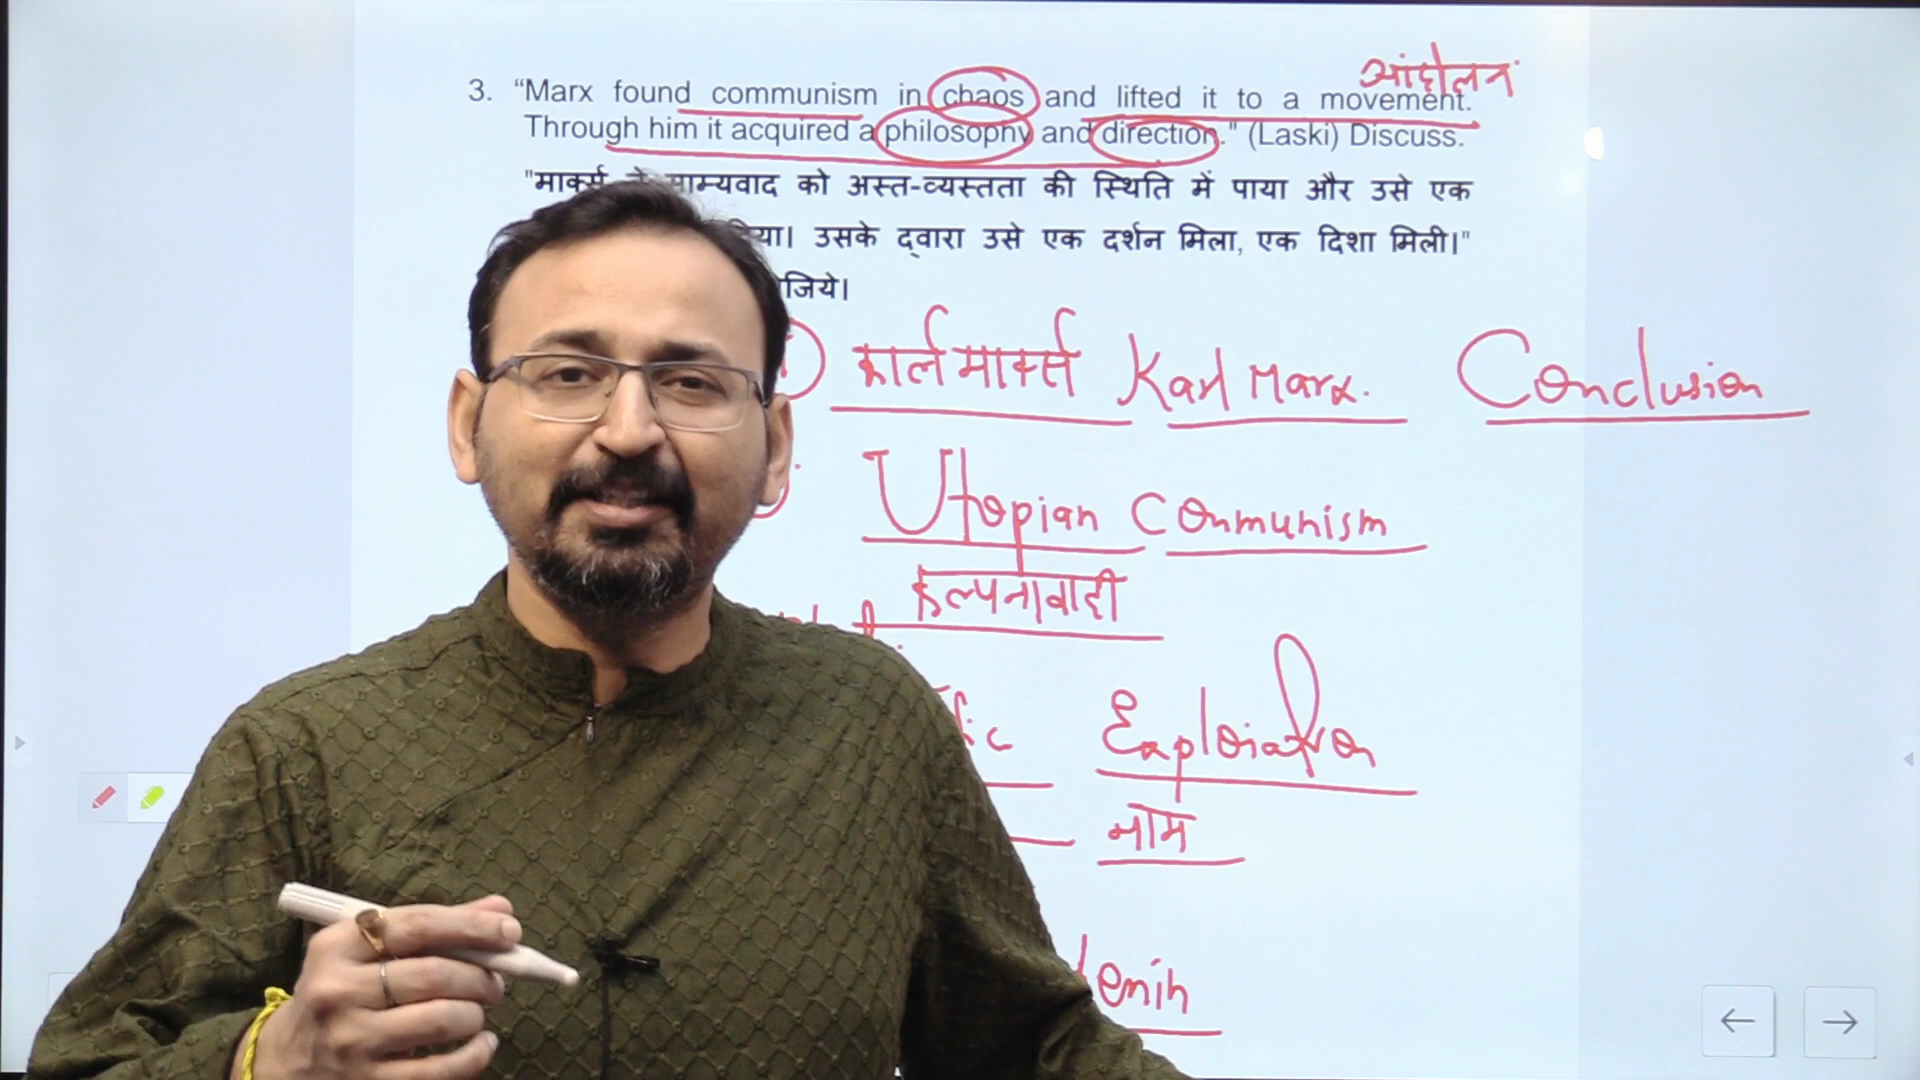 आंदोलन
3. “Marx found communism in chaos and lifted it to a movement.
Through him it acquired a philosophy and direction." (Laski) Discuss.
"मार्क्स ने साम्यवाद को अस्त-व्यस्तता की स्थिति में पाया और उसे एक
उसके द्वारा उसे एक दर्शन मिला, एक दिशा मिली।"
कार्ल मार्क्स Karl Marx. Conclusion
Utopian Communism
कल्पनावादी
Exploiation
नाम
Lenin